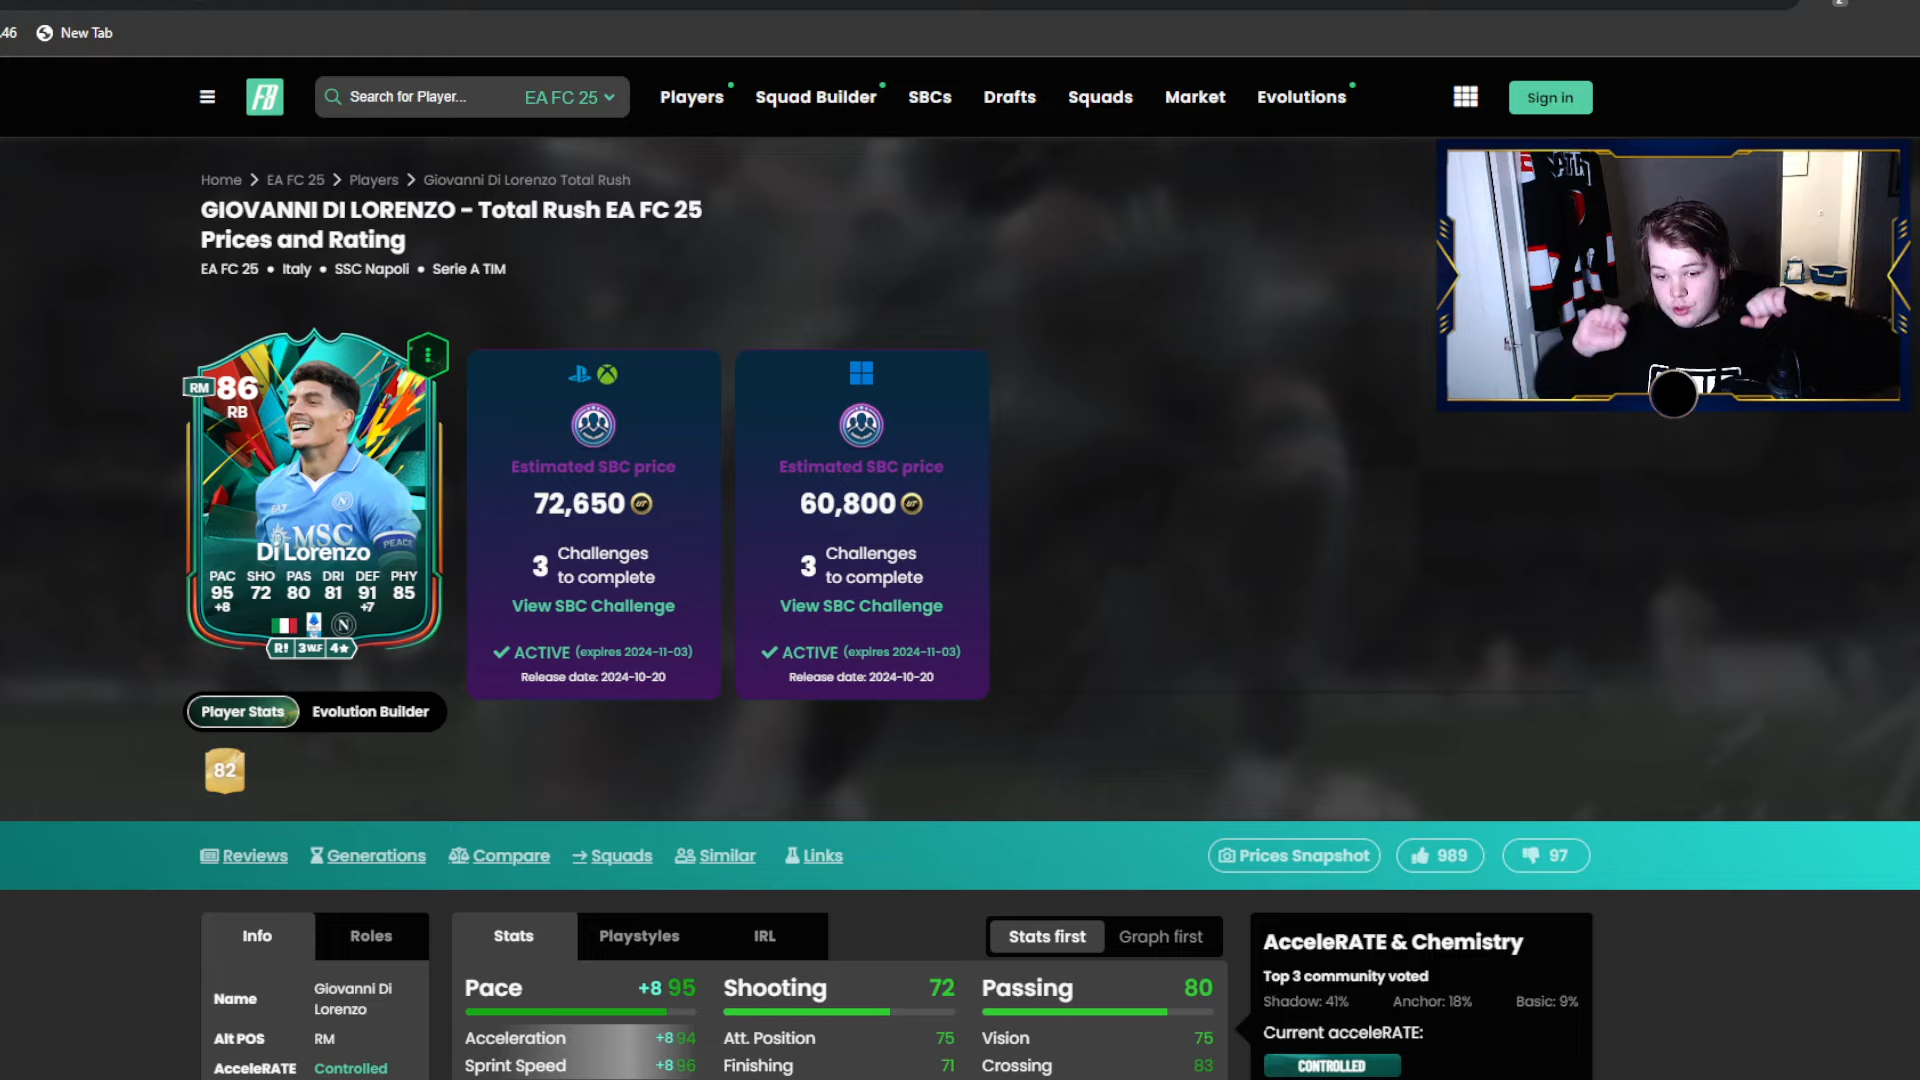 .46 New Tab
2
FB Search for Player... EA FC 25 Players Squad Builder SBCs Drafts Squads Market Evolutions Sign in
Home > EA FC 25 > Players > Giovanni Di Lorenzo Total Rush
GIOVANNI DI LORENZO - Total Rush EA FC 25
Prices and Rating
EA FC 25 • Italy • SSC Napoli • Serie A TIM
RM 86
RB
MSC
PEACE
Di Lorenzo
PAC SHO PAS DRI DEF PHY
95 72 80 81 91 85
+8 +7
R! 3W.F 4★
Estimated SBC price
72,650
3 Challenges
to complete
View SBC Challenge
ACTIVE (expires 2024-11-03)
Release date: 2024-10-20
Estimated SBC price
60,800
3 Challenges
to complete
View SBC Challenge
ACTIVE (expires 2024-11-03)
Release date: 2024-10-20
Player Stats Evolution Builder
82
Reviews Generations Compare Squads Similar Links Prices Snapshot 989 97
Info Roles
Name Giovanni Di
Lorenzo
Alt POS RM
AcceleRATE Controlled
Stats Playstyles IRL Stats first Graph first
Pace +8 95 Shooting 72 Passing 80
Acceleration +8 94 Att. Position 75 Vision 75
Sprint Speed +8 96 Finishing 71 Crossing 83
AcceleRATE & Chemistry
Top 3 community voted
Shadow: 41% Anchor: 18% Basic: 9%
Current acceleRATE:
CONTROLLED